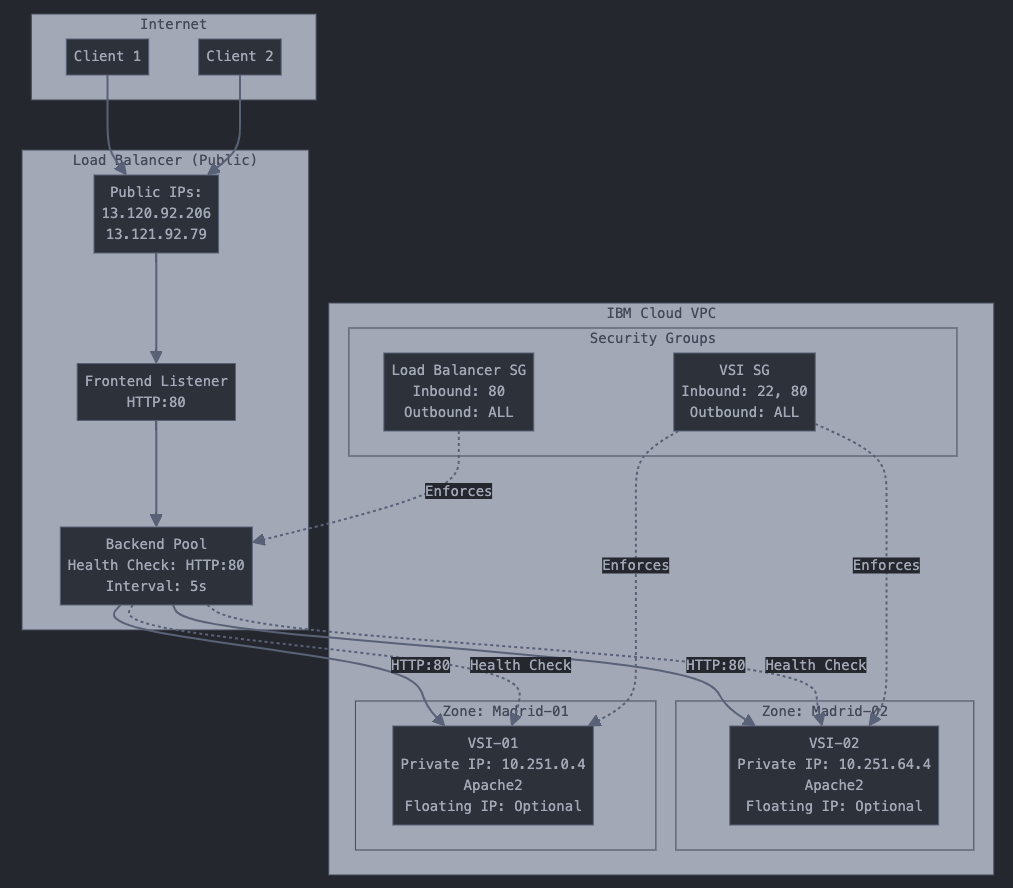 Internet
Client 1
Client 2
Load Balancer (Public)
Public IPs:
13.120.92.206
13.121.92.79
Frontend Listener
HTTP:80
Backend Pool
Health Check: HTTP:80
Interval: 5s
IBM Cloud VPC
Security Groups
Load Balancer SG
Inbound: 80
Outbound: ALL
VSI SG
Inbound: 22, 80
Outbound: ALL
Enforces
Enforces
Enforces
HTTP:80
Health Check
HTTP:80
Health Check
Zone: Madrid-01
VSI-01
Private IP: 10.251.0.4
Apache2
Floating IP: Optional
Zone: Madrid-02
VSI-02
Private IP: 10.251.64.4
Apache2
Floating IP: Optional